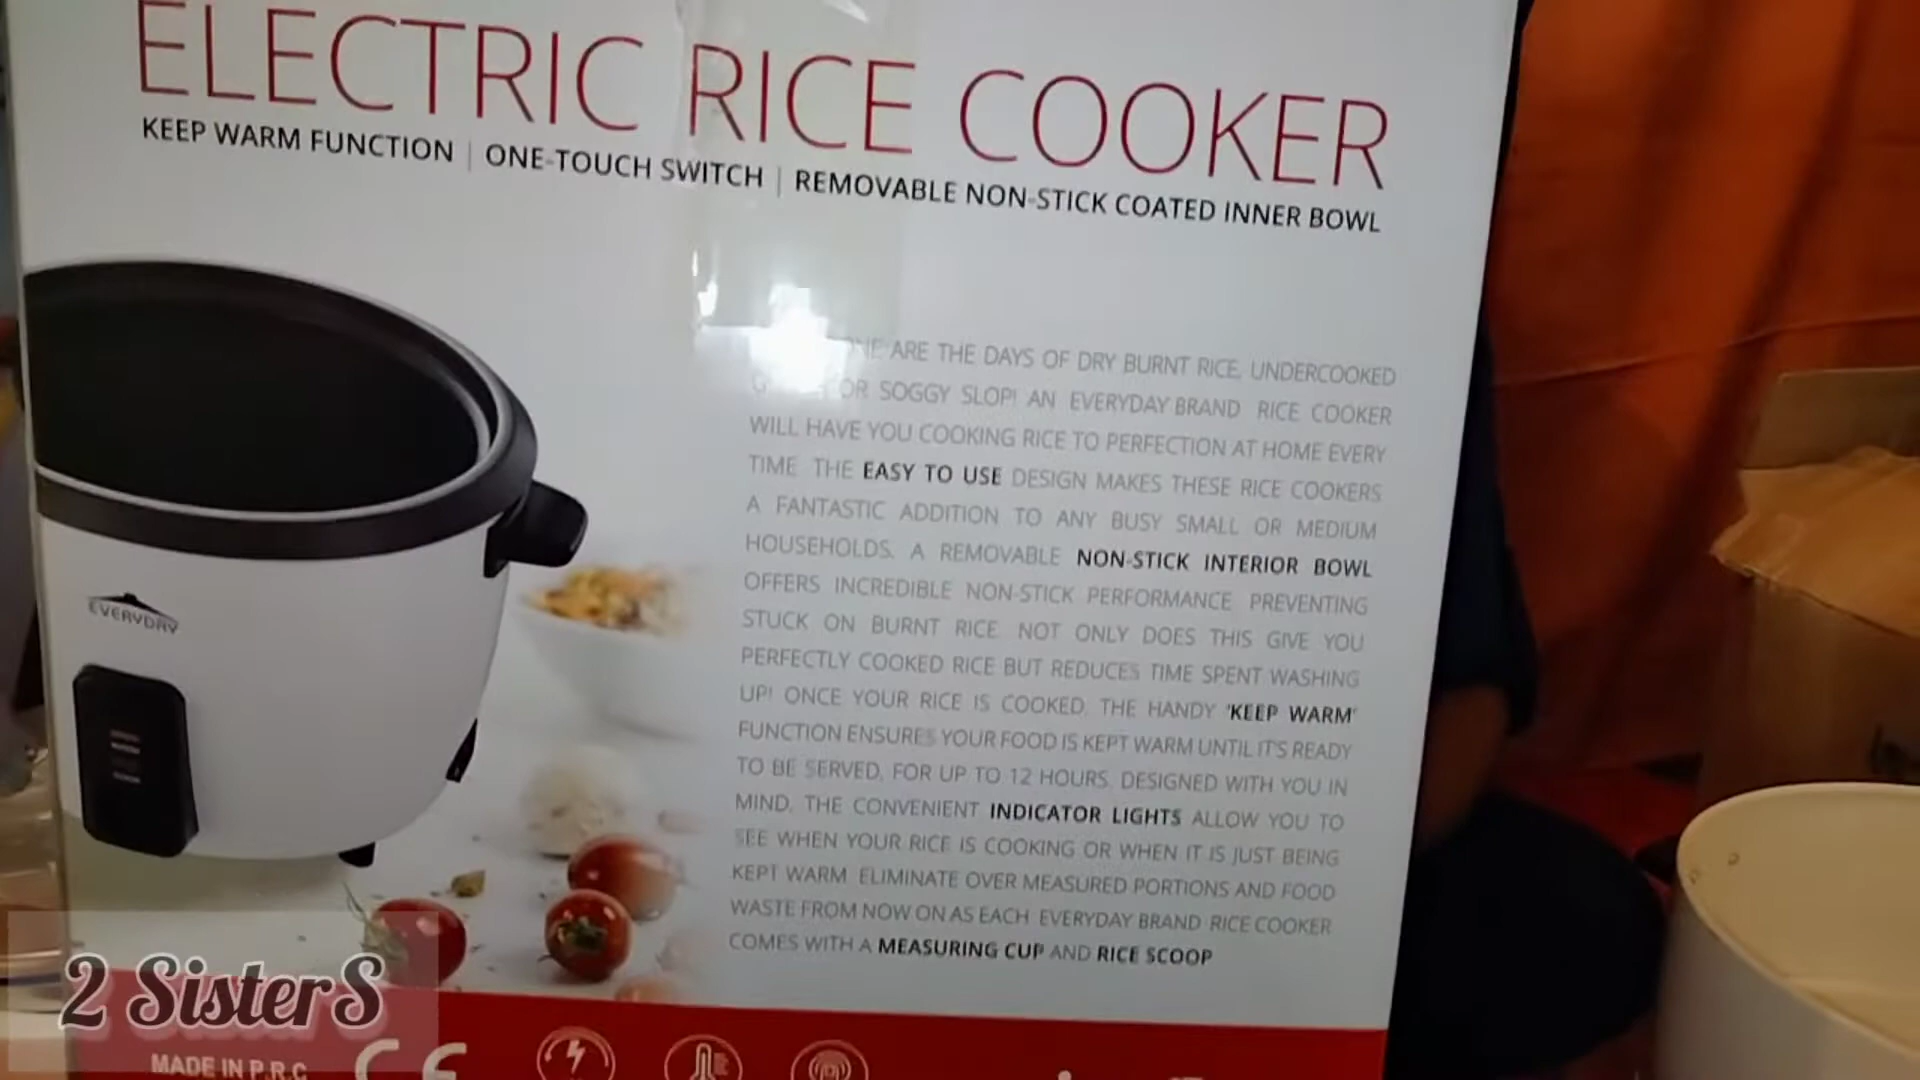 ELECTRIC RICE COOKER
KEEP WARM FUNCTION | ONE-TOUCH SWITCH | REMOVABLE NON-STICK COATED INNER BOWL
ARE THE DAYS OF DRY BURNT RICE, UNDERCOOKED
OR SOGGY SLOP! AN EVERYDAY BRAND RICE COOKER
WILL HAVE YOU COOKING RICE TO PERFECTION AT HOME EVERY
TIME. THE EASY TO USE DESIGN MAKES THESE RICE COOKERS
A FANTASTIC ADDITION TO ANY BUSY SMALL OR MEDIUM
HOUSEHOLDS. A REMOVABLE NON-STICK INTERIOR BOWL
OFFERS INCREDIBLE NON-STICK PERFORMANCE PREVENTING
STUCK ON BURNT RICE. NOT ONLY DOES THIS GIVE YOU
PERFECTLY COOKED RICE BUT REDUCES TIME SPENT WASHING
UP! ONCE YOUR RICE IS COOKED, THE HANDY 'KEEP WARM'
FUNCTION ENSURES YOUR FOOD IS KEPT WARM UNTIL IT'S READY
TO BE SERVED, FOR UP TO 12 HOURS. DESIGNED WITH YOU IN
MIND, THE CONVENIENT INDICATOR LIGHTS ALLOW YOU TO
SEE WHEN YOUR RICE IS COOKING OR WHEN IT IS JUST BEING
KEPT WARM. ELIMINATE OVER MEASURED PORTIONS AND FOOD
WASTE FROM NOW ON AS EACH EVERYDAY BRAND RICE COOKER
COMES WITH A MEASURING CUP AND RICE SCOOP
EVERYDAY
2 SisterS
MADE IN P.R.C
CE